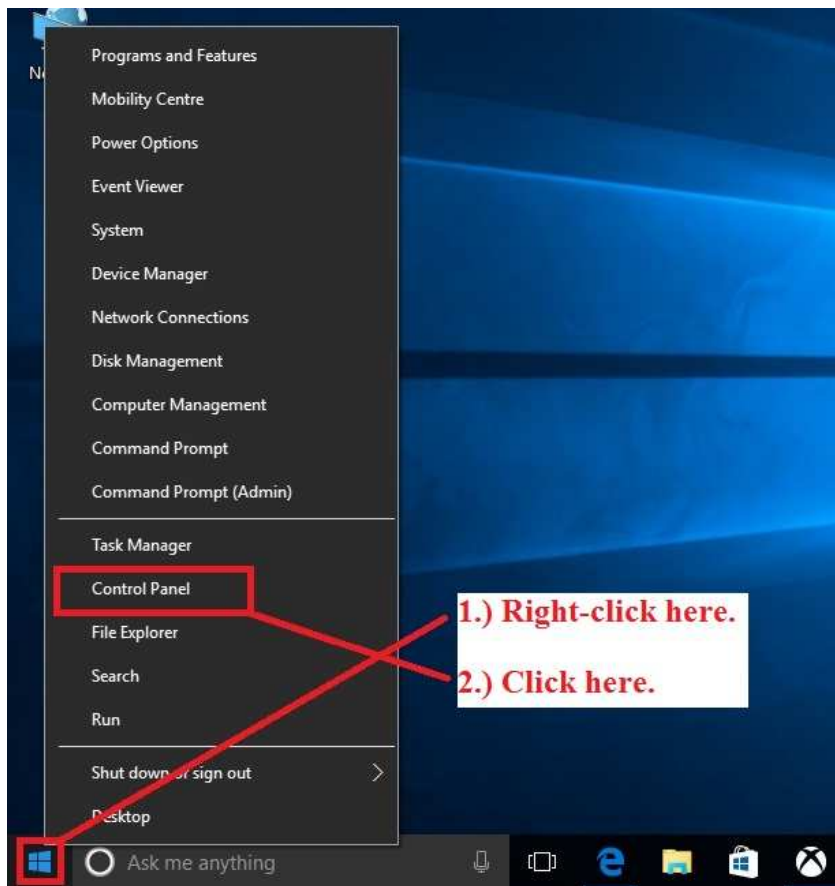 Programs and Features
Mobility Centre
Power Options
Event Viewer
System
Device Manager
Network Connections
Disk Management
Computer Management
Command Prompt
Command Prompt (Admin)
Task Manager
Control Panel
File Explorer
Search
Run
Shut down or sign out
Desktop
1.) Right-click here.
2.) Click here.
Ask me anything